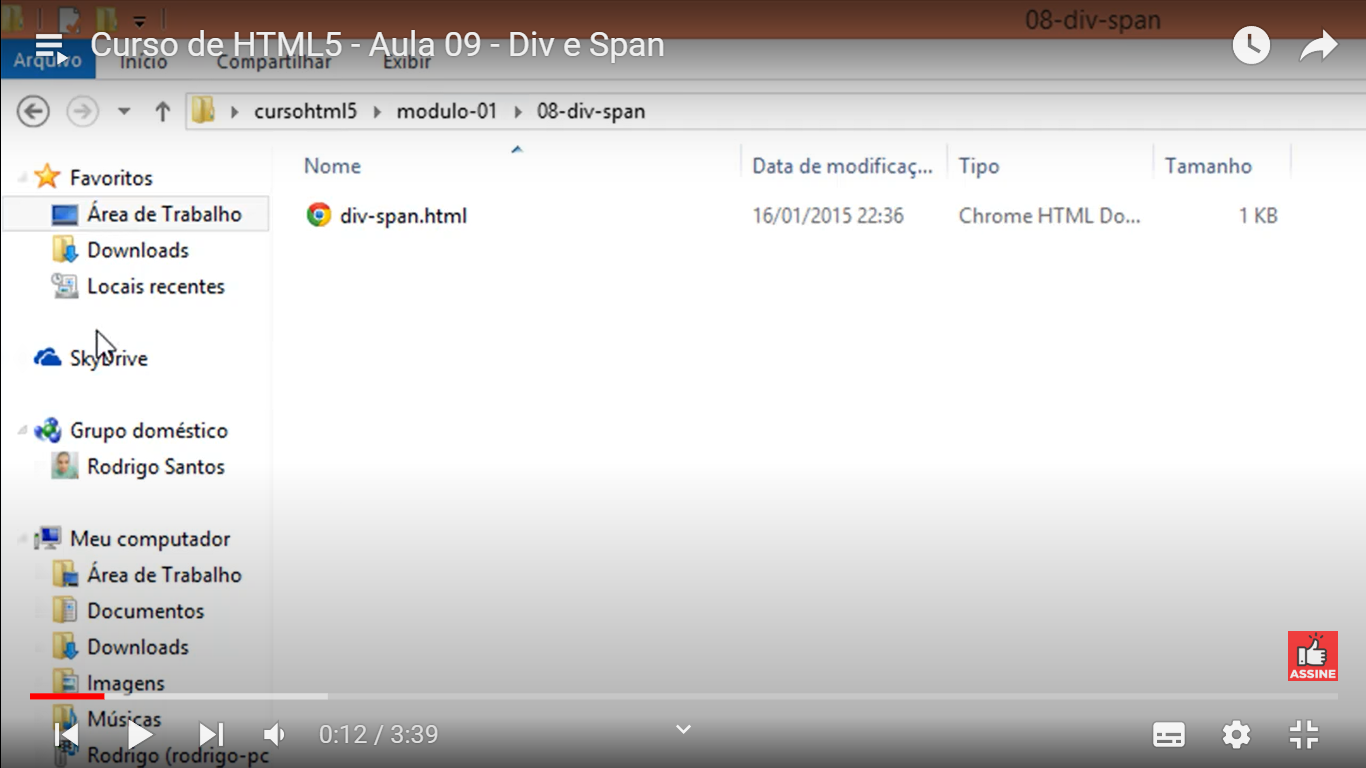 08-div-span
Curso de HTML5 - Aula 09 - Div e Span
Arquivo Início Compartilhar Exibir
cursohtml5 modulo-01 08-div-span
Nome Data de modificaç... Tipo Tamanho
Favoritos
div-span.html 16/01/2015 22:36 Chrome HTML Do... 1 KB
Área de Trabalho
Downloads
Locais recentes
SkyDrive
Grupo doméstico
Rodrigo Santos
Meu computador
Área de Trabalho
Documentos
Downloads
Imagens
Músicas
Rodrigo (rodrigo-pc
ASSINE
0:12 / 3:39